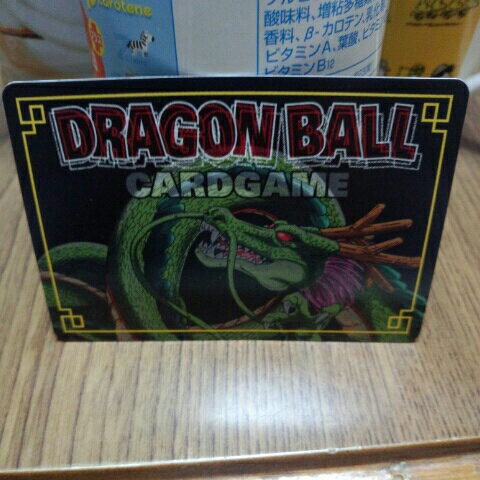 carotene
酸味料、増粘多糖
香料、β-カロテン、乳化
ビタミンA、葉酸、ビタ
ビタミンB12
DRAGON BALL
CARDGAME